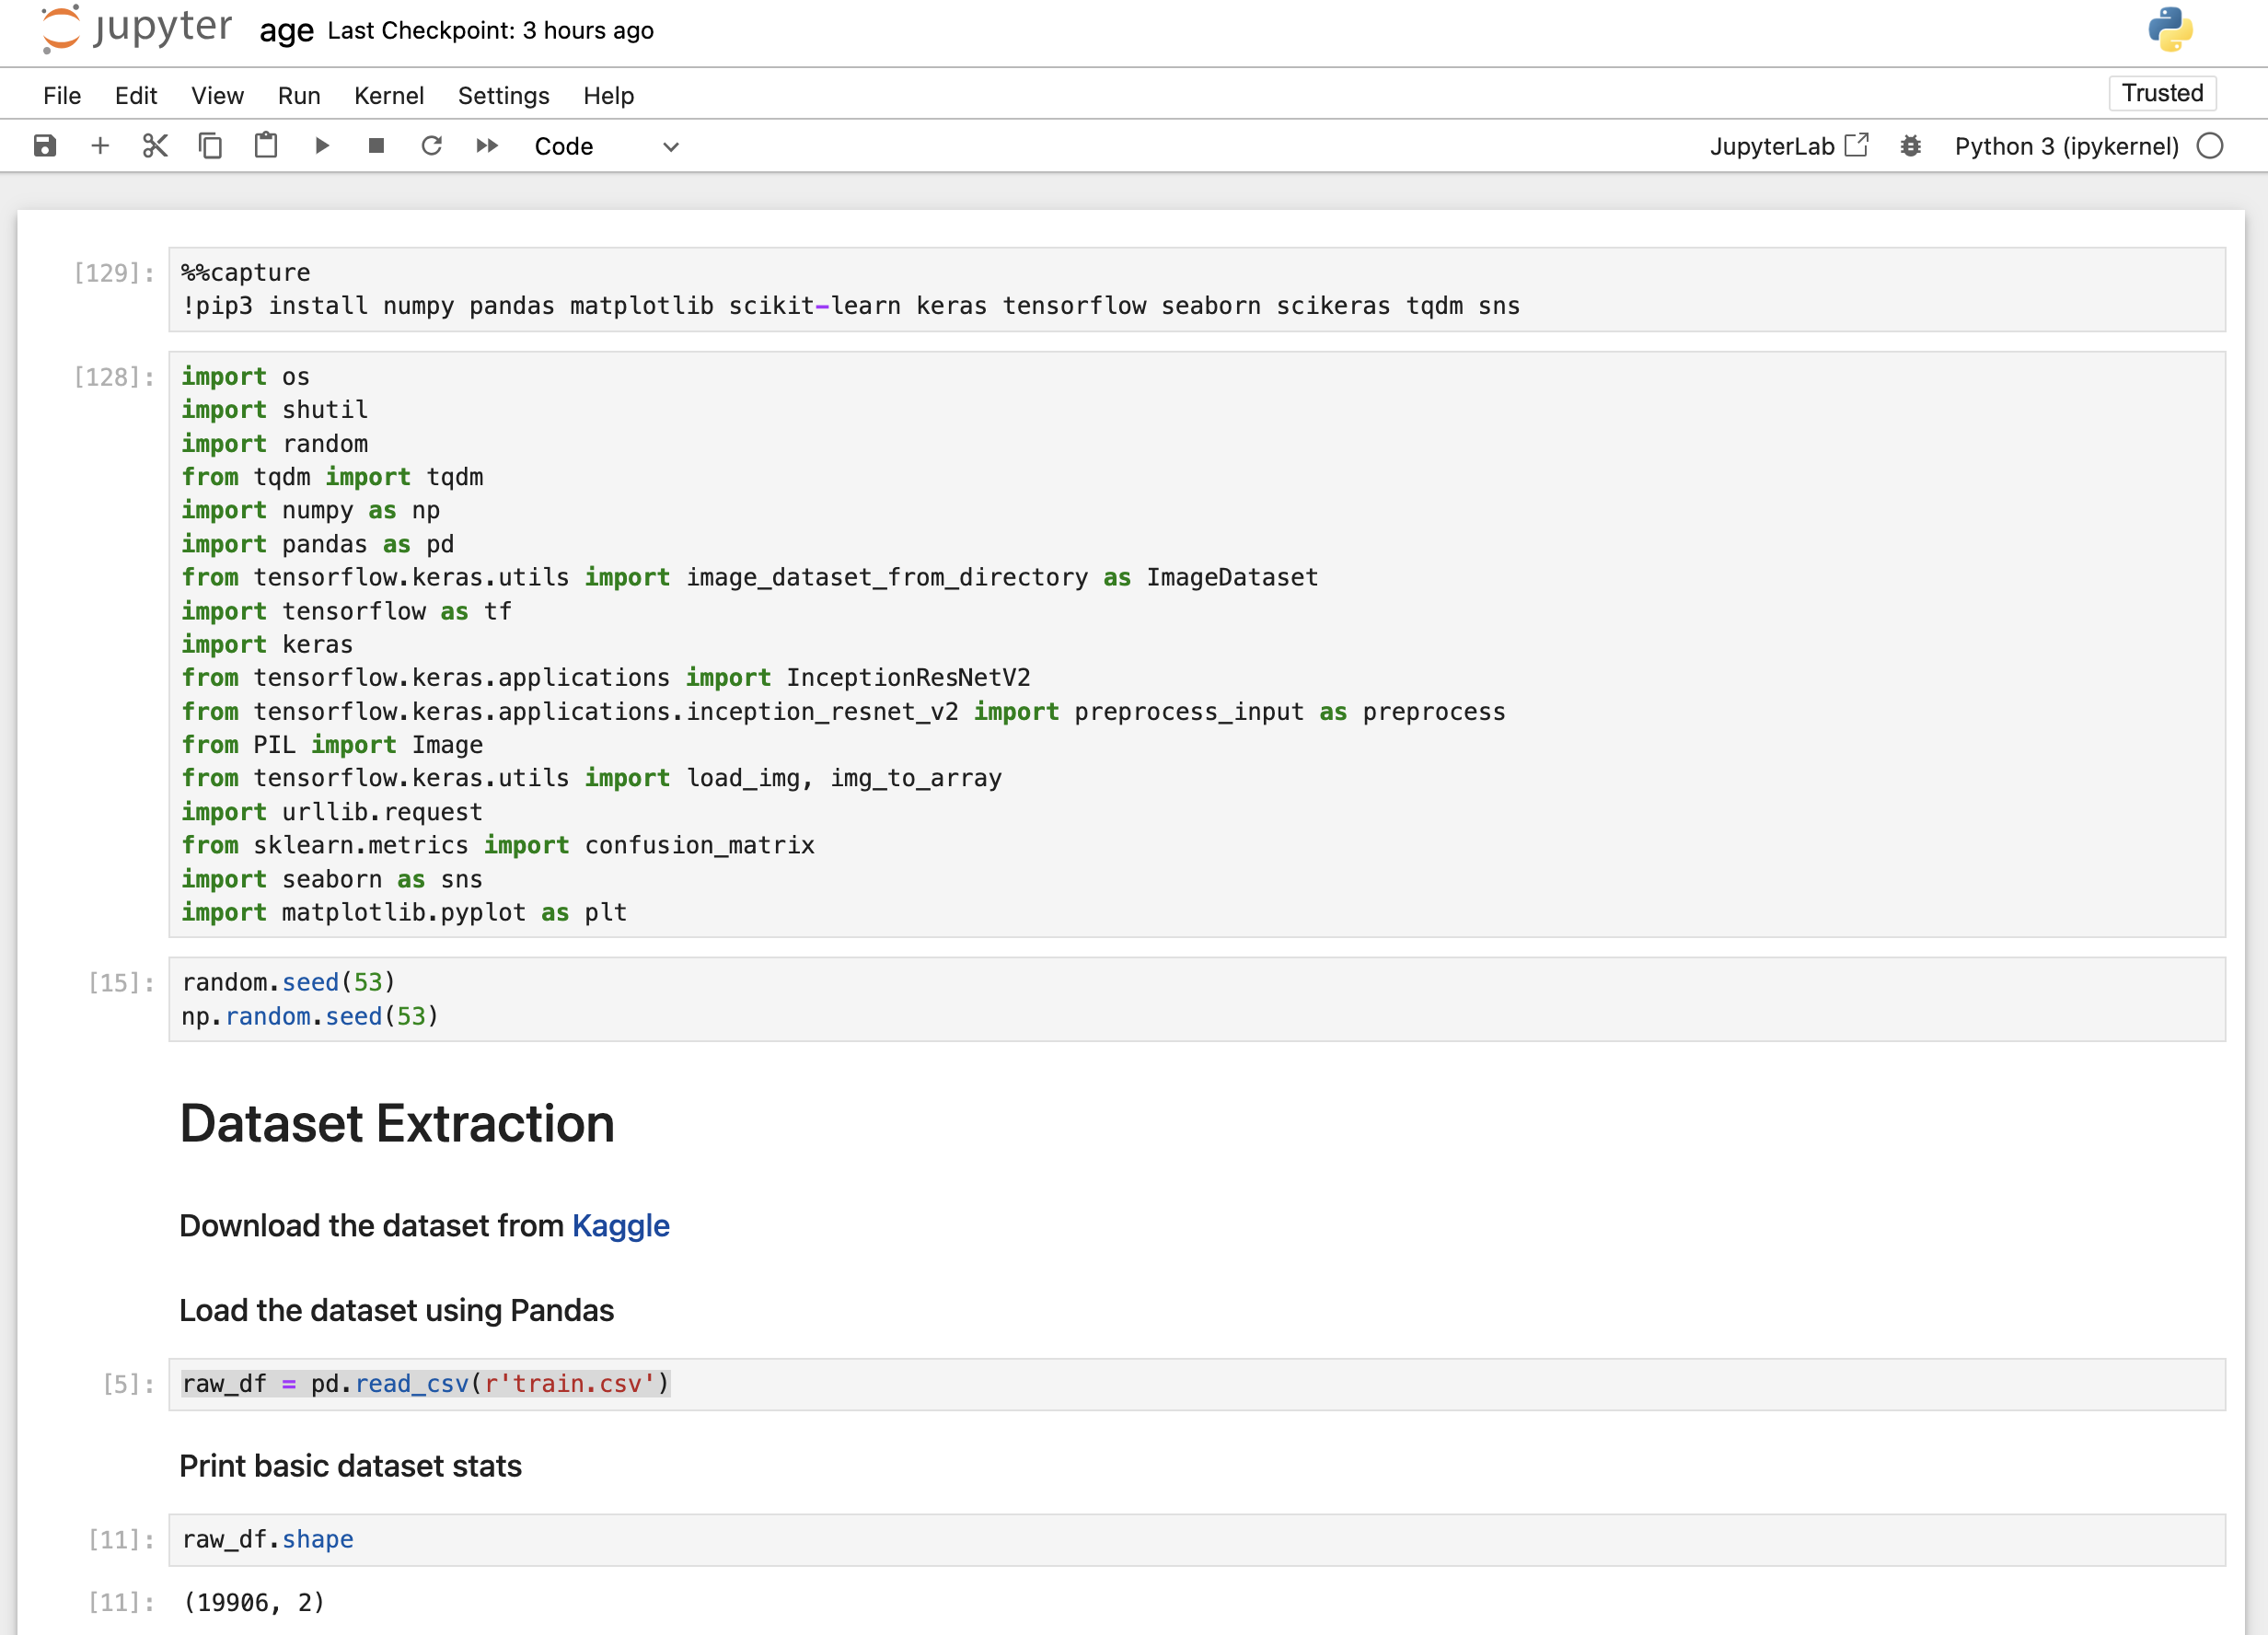 jupyter age Last Checkpoint: 3 hours ago
File Edit View Run Kernel Settings Help Trusted
Code JupyterLab Python 3 (ipykernel)
[129]: %%capture
!pip3 install numpy pandas matplotlib scikit-learn keras tensorflow seaborn scikeras tqdm sns
[128]: import os
import shutil
import random
from tqdm import tqdm
import numpy as np
import pandas as pd
from tensorflow.keras.utils import image_dataset_from_directory as ImageDataset
import tensorflow as tf
import keras
from tensorflow.keras.applications import InceptionResNetV2
from tensorflow.keras.applications.inception_resnet_v2 import preprocess_input as preprocess
from PIL import Image
from tensorflow.keras.utils import load_img, img_to_array
import urllib.request
from sklearn.metrics import confusion_matrix
import seaborn as sns
import matplotlib.pyplot as plt
[15]: random.seed(53)
np.random.seed(53)
Dataset Extraction
Download the dataset from Kaggle
Load the dataset using Pandas
[5]: raw_df = pd.read_csv(r'train.csv')
Print basic dataset stats
[11]: raw_df.shape
[11]: (19906, 2)